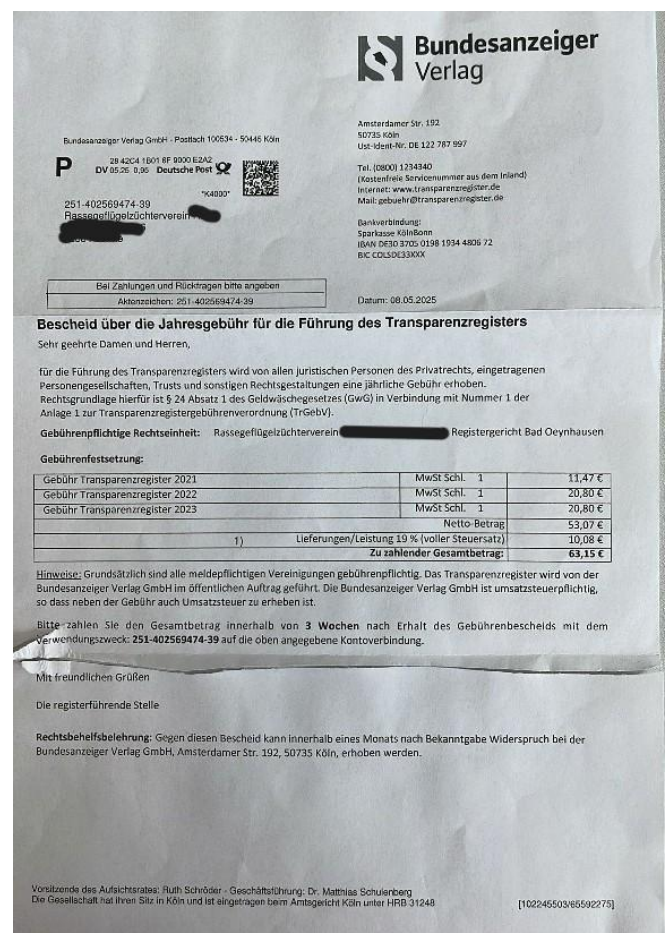 Bundesanzeiger
Verlag
Amsterdamer Str. 192
50735 Köln
Ust-Ident-Nr. DE 122 787 997
Tel. (0800) 1234340
(Kostenfreie Servicenummer aus dem Inland)
Internet: www.transparenzregister.de
Mail: gebuehr@transparenzregister.de
Bankverbindung:
Sparkasse KölnBonn
IBAN DE30 3705 0198 1934 4806 72
BIC COLSDE33XXX
Datum: 08.05.2025
Bundesanzeiger Verlag GmbH - Postfach 100534 - 50445 Köln
P
28 42C4 1B01 6F 9000 E2A2
DV 05.25 0,95 Deutsche Post
*K4000*
251-402569474-39
Rassegeflügelzüchterverein
Bei Zahlungen und Rückfragen bitte angeben
Aktenzeichen: 251-402569474-39
Bescheid über die Jahresgebühr für die Führung des Transparenzregisters
Sehr geehrte Damen und Herren,
für die Führung des Transparenzregisters wird von allen juristischen Personen des Privatrechts, eingetragenen
Personengesellschaften, Trusts und sonstigen Rechtsgestaltungen eine jährliche Gebühr erhoben.
Rechtsgrundlage hierfür ist § 24 Absatz 1 des Geldwäschegesetzes (GwG) in Verbindung mit Nummer 1 der
Anlage 1 zur Transparenzregistergebührenverordnung (TrGebV).
Gebührenpflichtige Rechtseinheit: Rassegeflügelzüchterverein Registergericht Bad Oeynhausen
Gebührenfestsetzung:
Gebühr Transparenzregister 2021 MwSt Schl. 1 11,47 €
Gebühr Transparenzregister 2022 MwSt Schl. 1 20,80 €
Gebühr Transparenzregister 2023 MwSt Schl. 1 20,80 €
Netto-Betrag 53,07 €
1) Lieferungen/Leistung 19 % (voller Steuersatz) 10,08 €
Zu zahlender Gesamtbetrag: 63,15 €
Hinweise: Grundsätzlich sind alle meldepflichtigen Vereinigungen gebührenpflichtig. Das Transparenzregister wird von der
Bundesanzeiger Verlag GmbH im öffentlichen Auftrag geführt. Die Bundesanzeiger Verlag GmbH ist umsatzsteuerpflichtig,
so dass neben der Gebühr auch Umsatzsteuer zu erheben ist.
Bitte zahlen Sie den Gesamtbetrag innerhalb von 3 Wochen nach Erhalt des Gebührenbescheids mit dem
Verwendungszweck: 251-402569474-39 auf die oben angegebene Kontoverbindung.
Mit freundlichen Grüßen
Die registerführende Stelle
Rechtsbehelfsbelehrung: Gegen diesen Bescheid kann innerhalb eines Monats nach Bekanntgabe Widerspruch bei der
Bundesanzeiger Verlag GmbH, Amsterdamer Str. 192, 50735 Köln, erhoben werden.
Vorsitzende des Aufsichtsrates: Ruth Schröder - Geschäftsführung: Dr. Matthias Schulenberg
Die Gesellschaft hat ihren Sitz in Köln und ist eingetragen beim Amtsgericht Köln unter HRB 31248
[102245503/65592275]